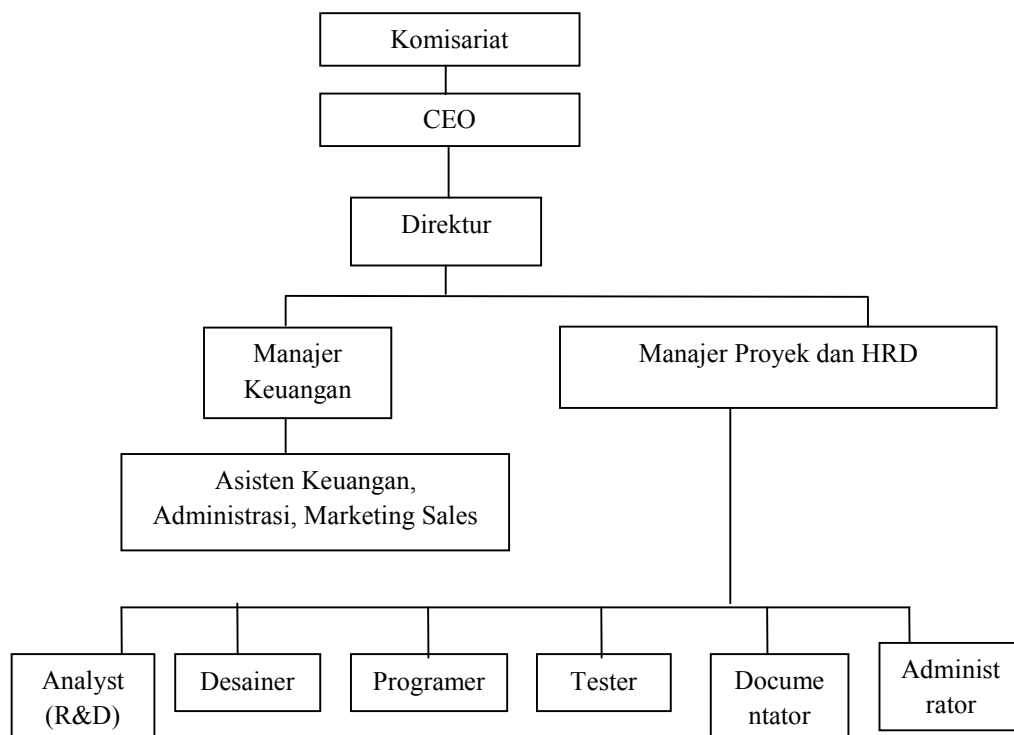 Komisariat
CEO
Direktur
Manajer
Keuangan
Manajer Proyek dan HRD
Asisten Keuangan,
Administrasi, Marketing Sales
Analyst
(R&D)
Desainer
Programer
Tester
Docume
ntator
Administ
rator